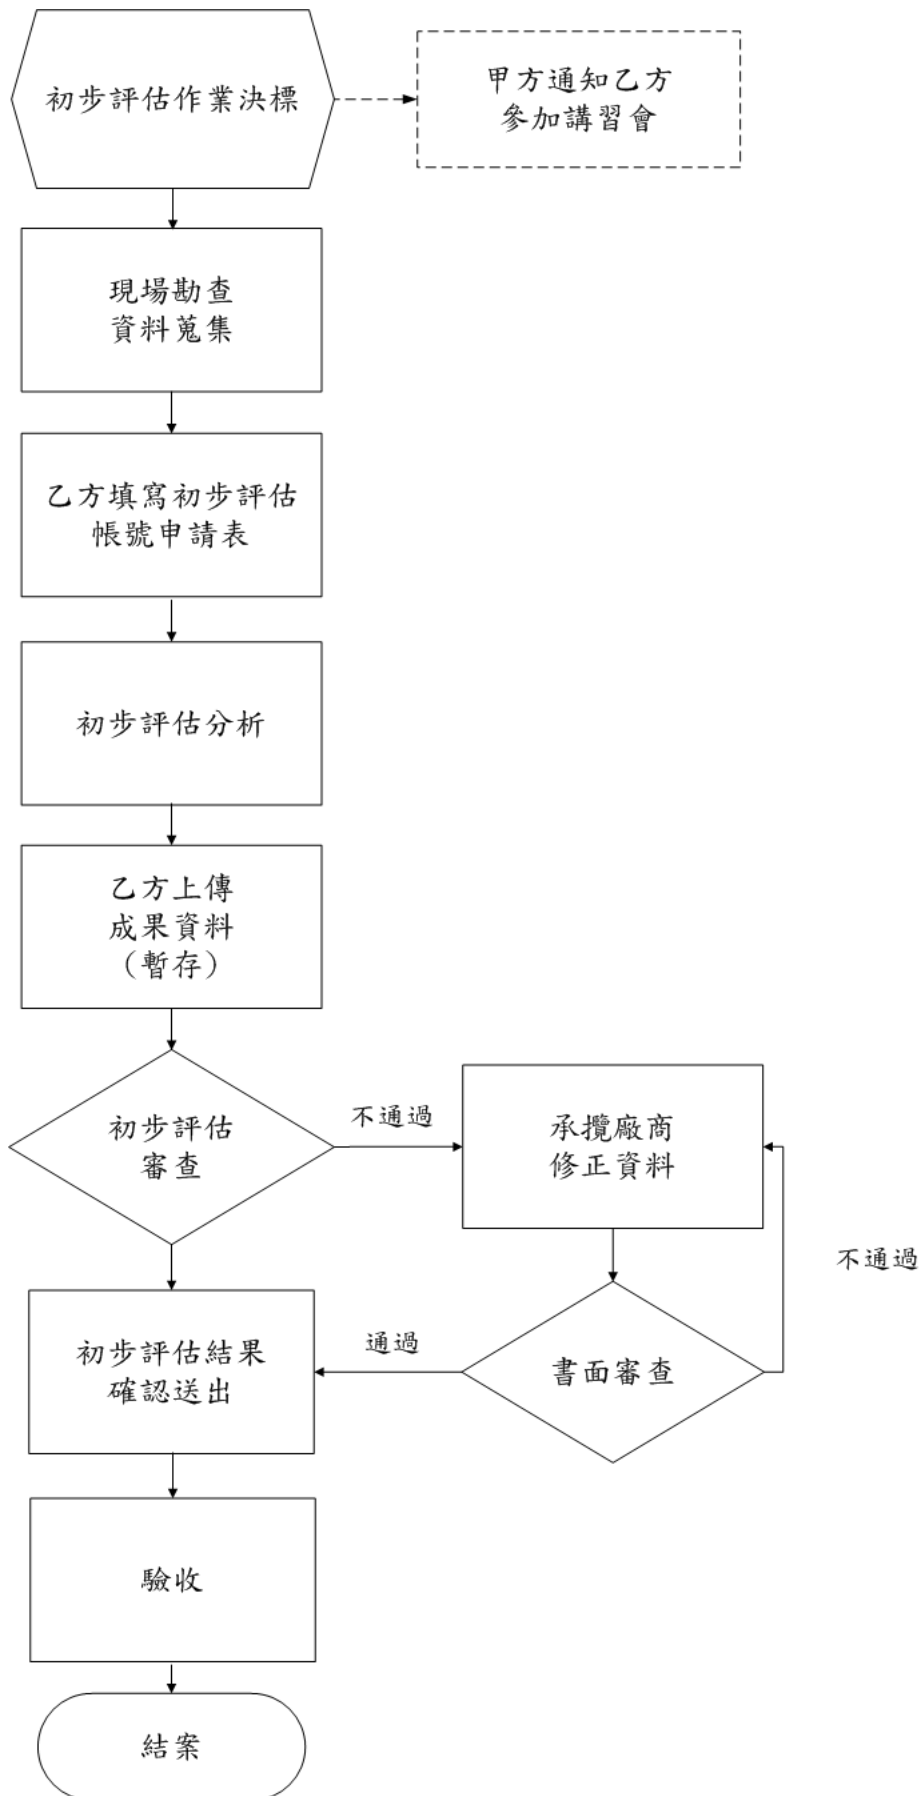 初步評估作業決標
甲方通知乙方
參加講習會
現場勘查
資料蒐集
乙方填寫初步評估
帳號申請表
初步評估分析
乙方上傳
成果資料
（暫存）
初步評估
審查
不通過
承攬廠商
修正資料
不通過
初步評估結果
確認送出
通過
書面審查
驗收
結案